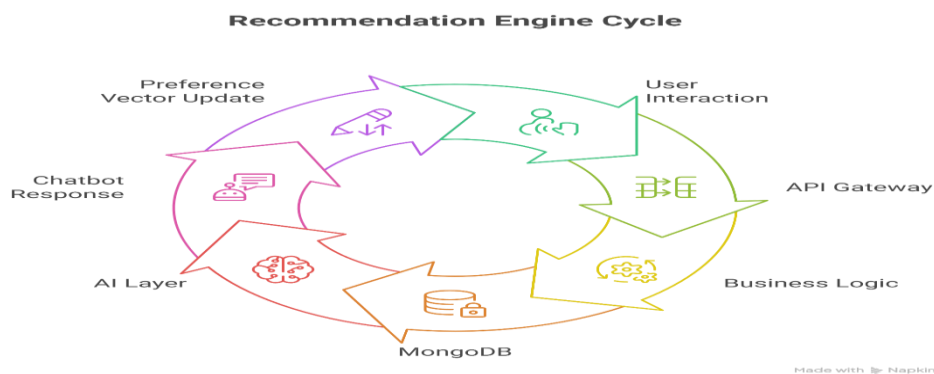 Recommendation Engine Cycle
Preference
Vector Update
User
Interaction
Chatbot
Response
API Gateway
AI Layer
Business Logic
MongoDB
Made with Napkin